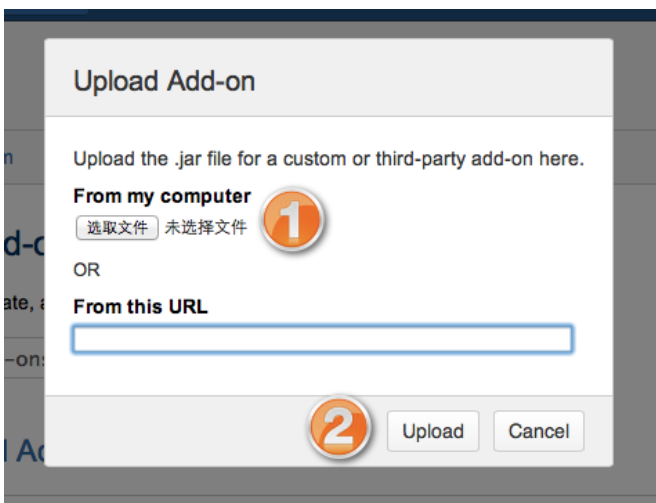 Upload Add-on
Upload the .jar file for a custom or third-party add-on here.
From my computer
选取文件 未选择文件 1
OR
From this URL
2 Upload Cancel